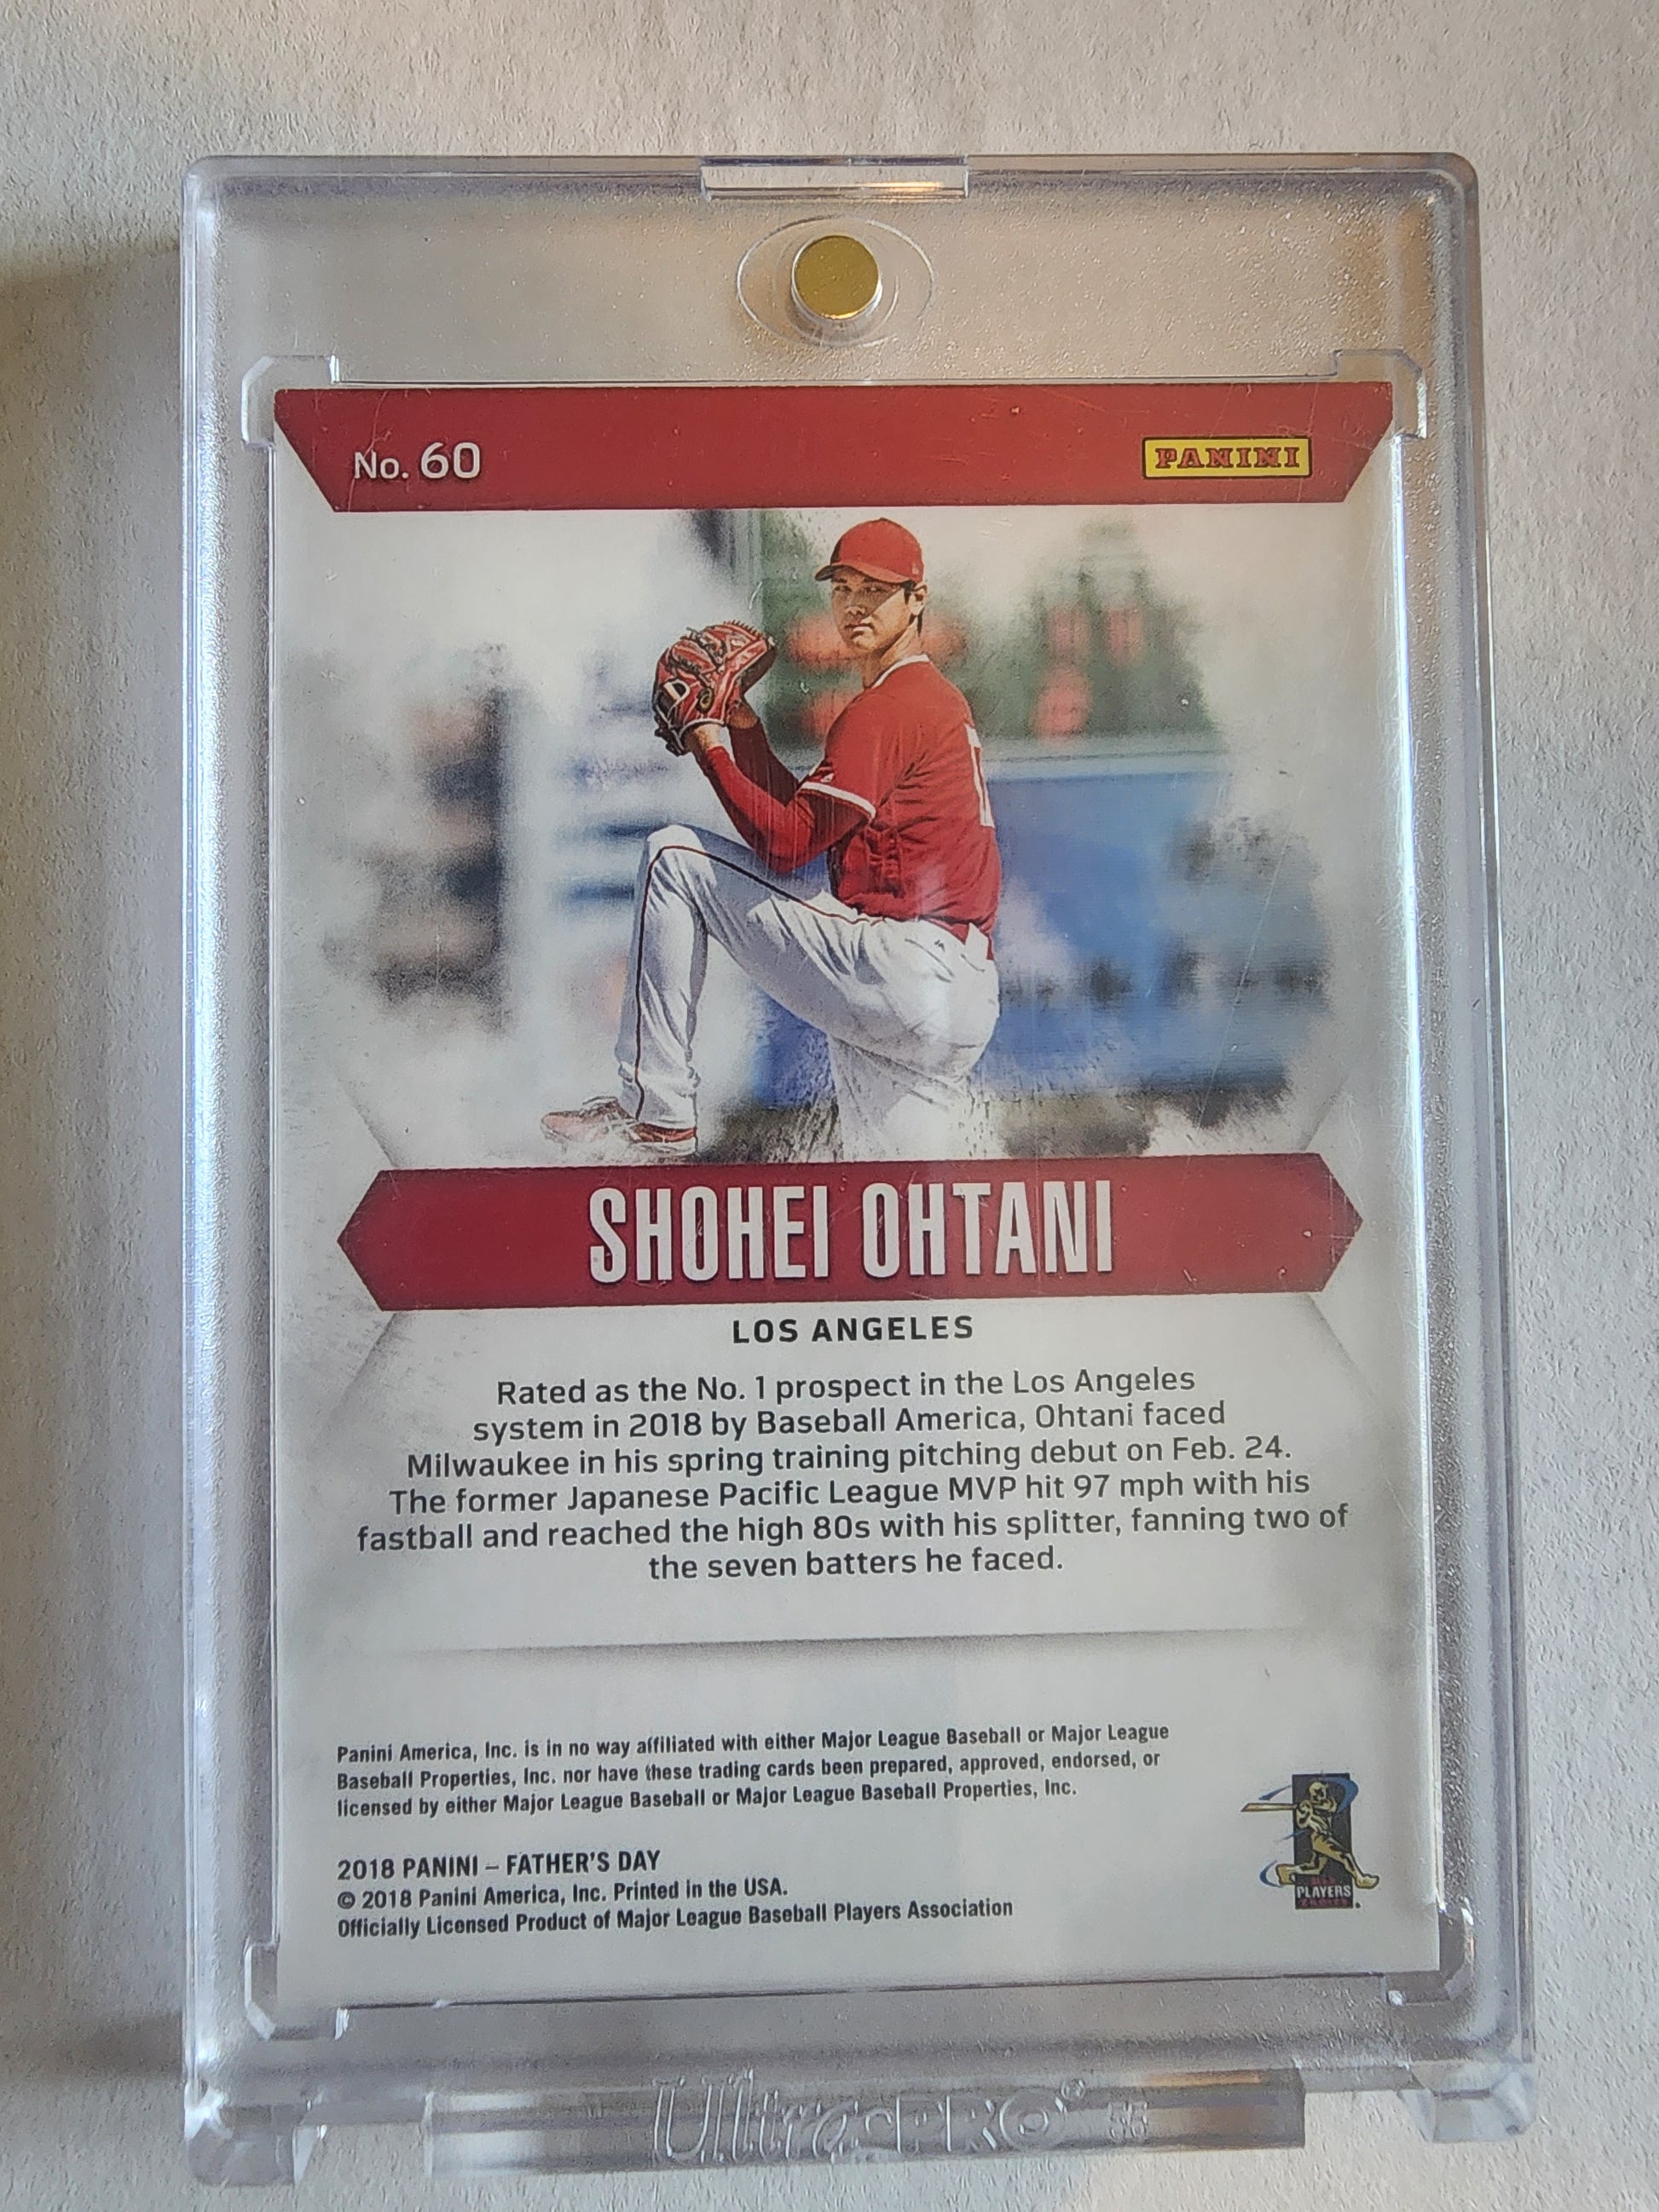 No. 60
PANINI
SHOHEI OHTANI
LOS ANGELES
Rated as the No. 1 prospect in the Los Angeles
system in 2018 by Baseball America, Ohtani faced
Milwaukee in his spring training pitching debut on Feb. 24.
The former Japanese Pacific League MVP hit 97 mph with his
fastball and reached the high 80s with his splitter, fanning two of
the seven batters he faced.
Panini America, Inc. is in no way affiliated with either Major League Baseball or Major League
Baseball Properties, Inc. nor have these trading cards been prepared, approved, endorsed, or
licensed by either Major League Baseball or Major League Baseball Properties, Inc.
2018 PANINI – FATHER'S DAY
© 2018 Panini America, Inc. Printed in the USA.
Officially Licensed Product of Major League Baseball Players Association
PLAYERS
Ultra PRO®